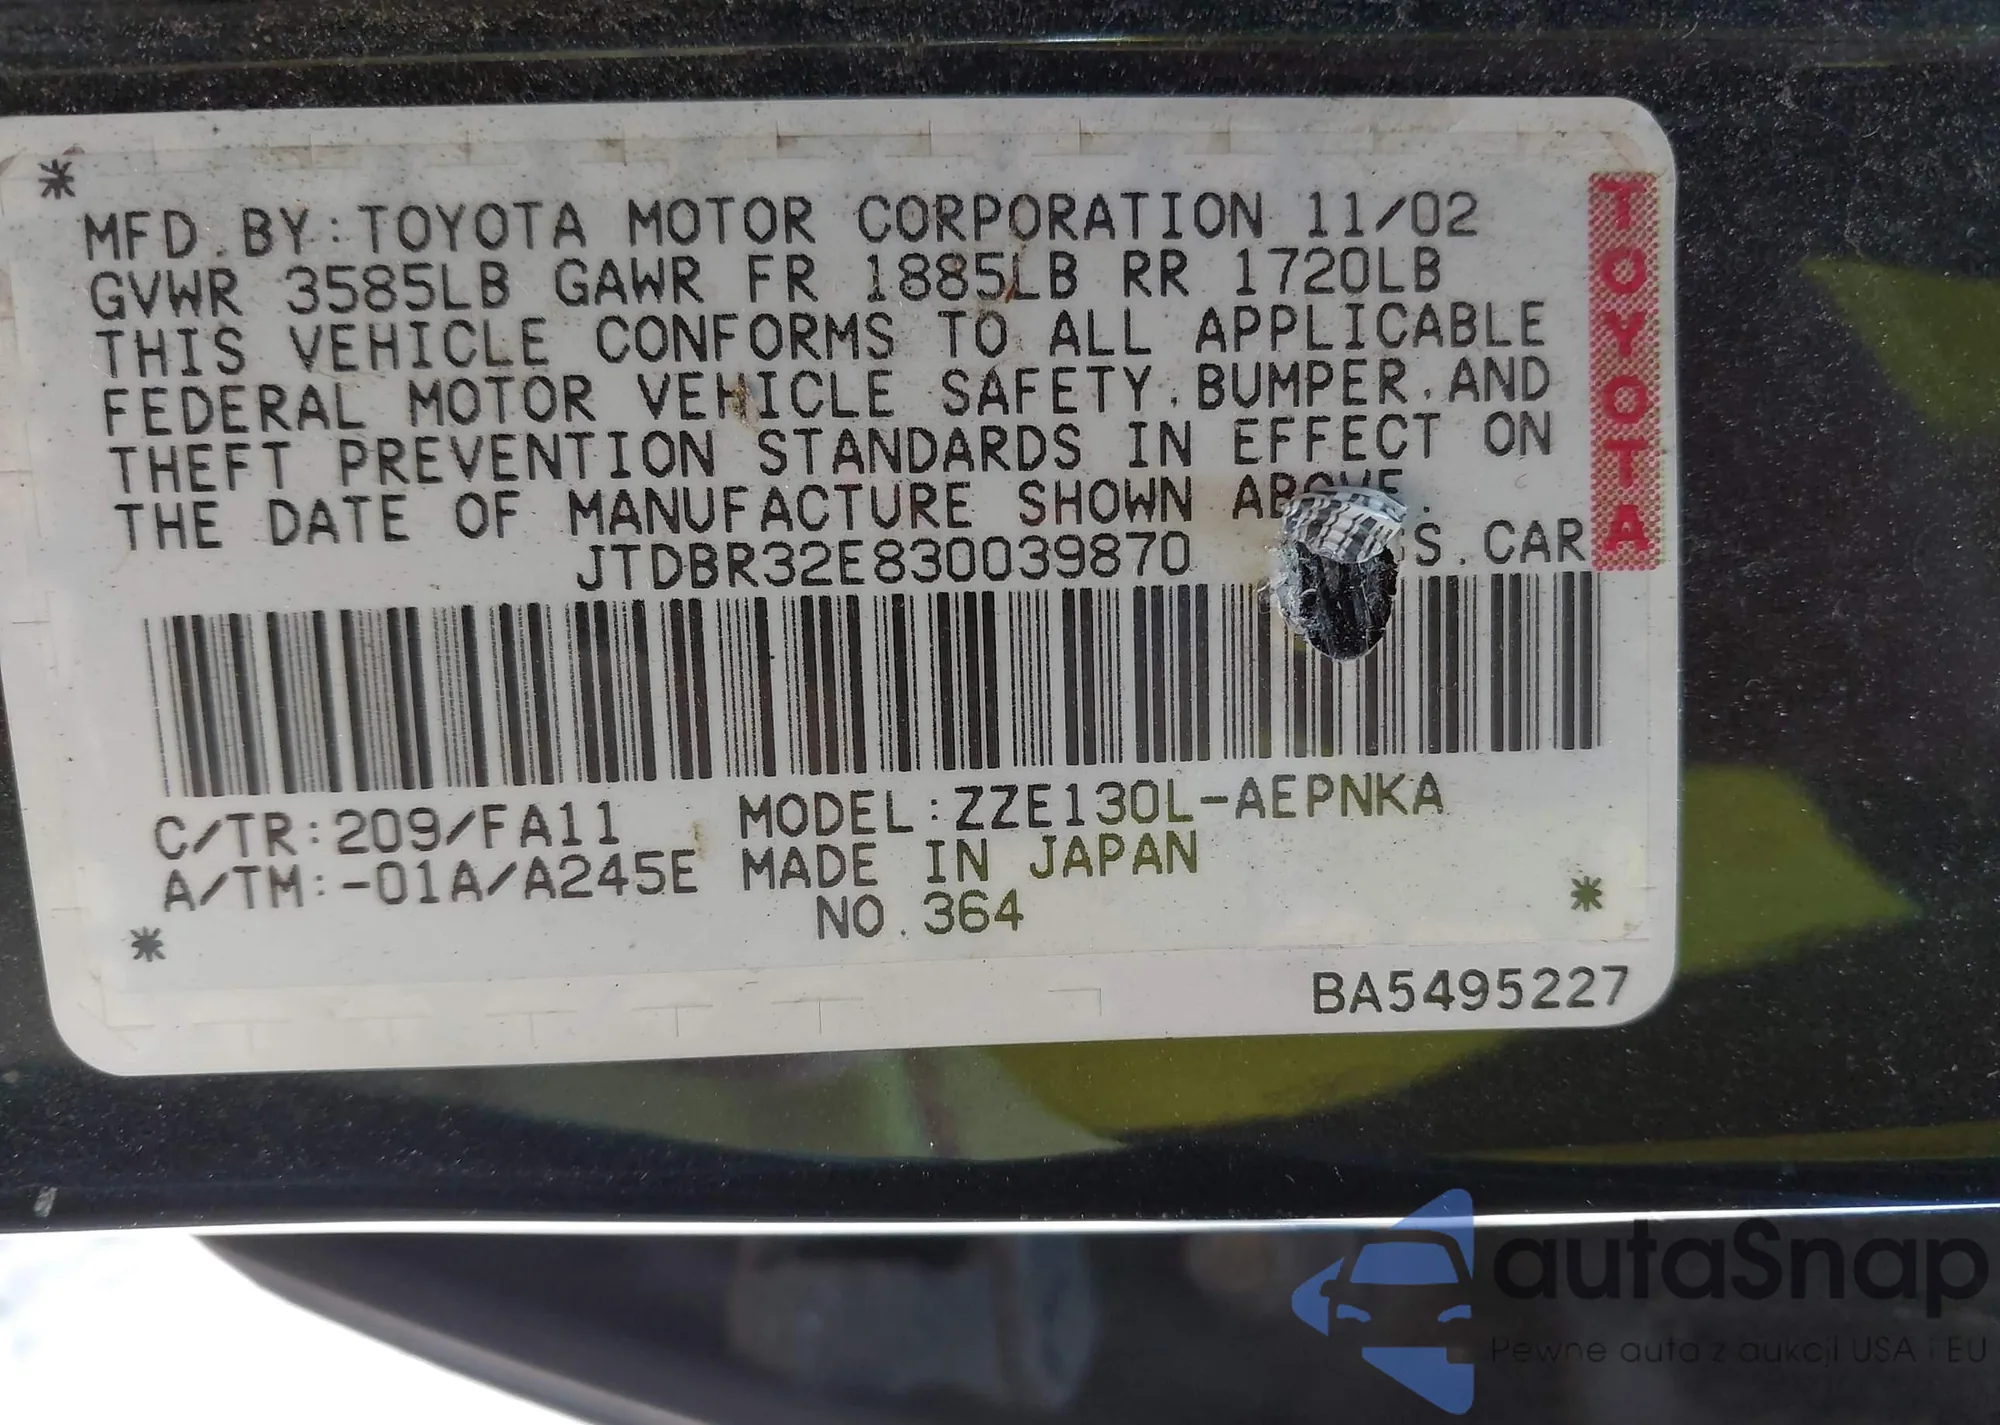 MFD.BY:TOYOTA MOTOR CORPORATION 11/02
GVWR 3585LB GAWR FR 1885LB RR 1720LB
THIS VEHICLE CONFORMS TO ALL APPLICABLE
FEDERAL MOTOR VEHICLE SAFETY,BUMPER,AND
THEFT PREVENTION STANDARDS IN EFFECT ON
THE DATE OF MANUFACTURE SHOWN ABOVE.
JTDBR32E830039870 S.CAR
C/TR:209/FA11 MODEL:ZZE130L-AEPNKA
A/TM:-01A/A245E MADE IN JAPAN
NO.364
BA5495227
TOYOTA
autoSnap
Pewne auta z aukcji USA i EU